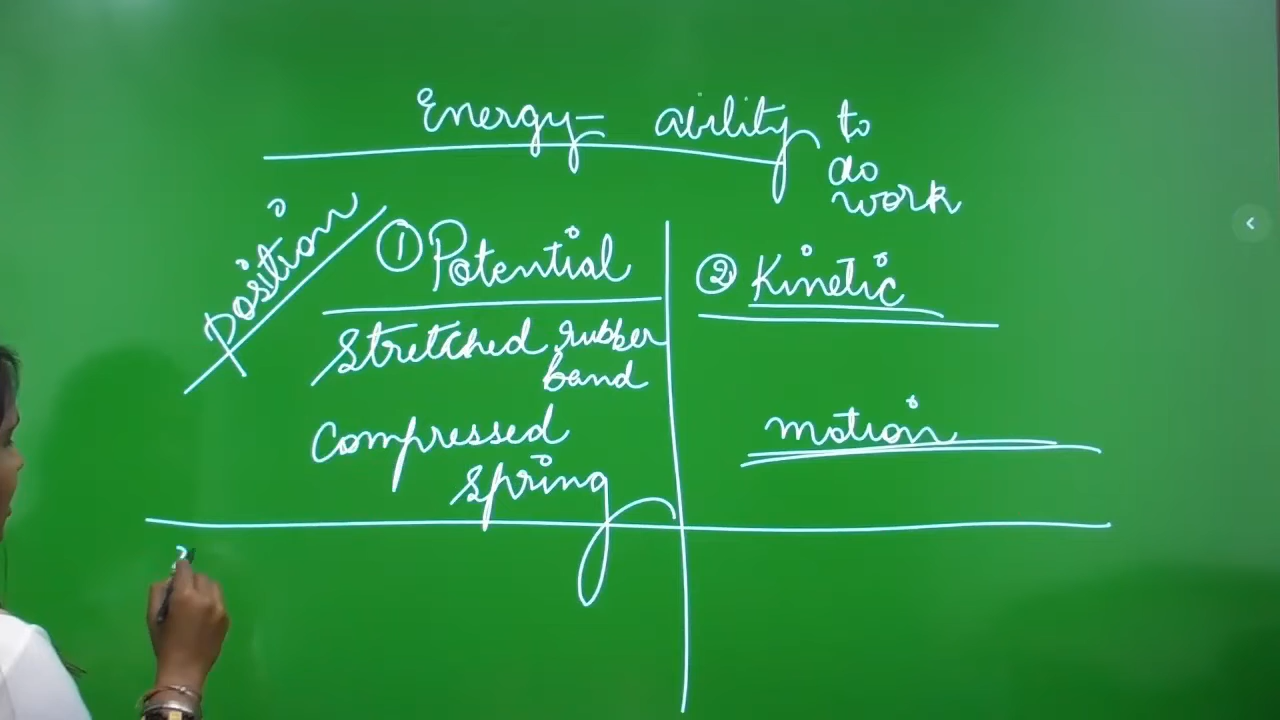 Energy- ability to
do
work
Position
① Potential
Stretched rubber
band
Compressed
spring
② Kinetic
motion